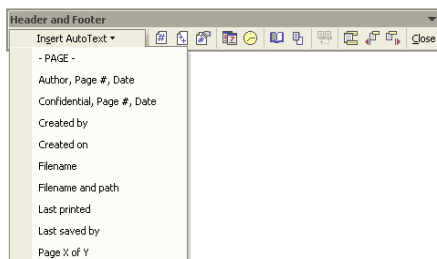 Header and Footer
Insert AutoText
Close
- PAGE -
Author, Page #, Date
Confidential, Page #, Date
Created by
Created on
Filename
Filename and path
Last printed
Last saved by
Page X of Y